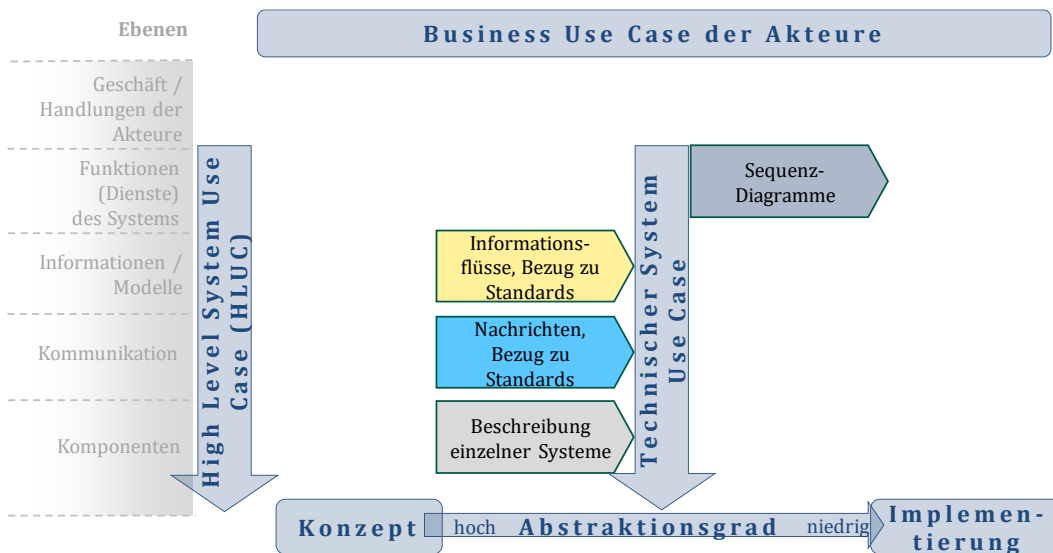 Ebenen
Business Use Case der Akteure
Geschäft /
Handlungen der
Akteure
Funktionen
(Dienste)
des Systems
Informationen /
Modelle
Kommunikation
Komponenten
High Level System Use
Case (HLUC)
Informations-
flüsse, Bezug zu
Standards
Nachrichten,
Bezug zu
Standards
Beschreibung
einzelner Systeme
Technischer System
Use Case
Sequenz-
Diagramme
Konzept
hoch
Abstraktionsgrad
niedrig
Implemen-
tierung